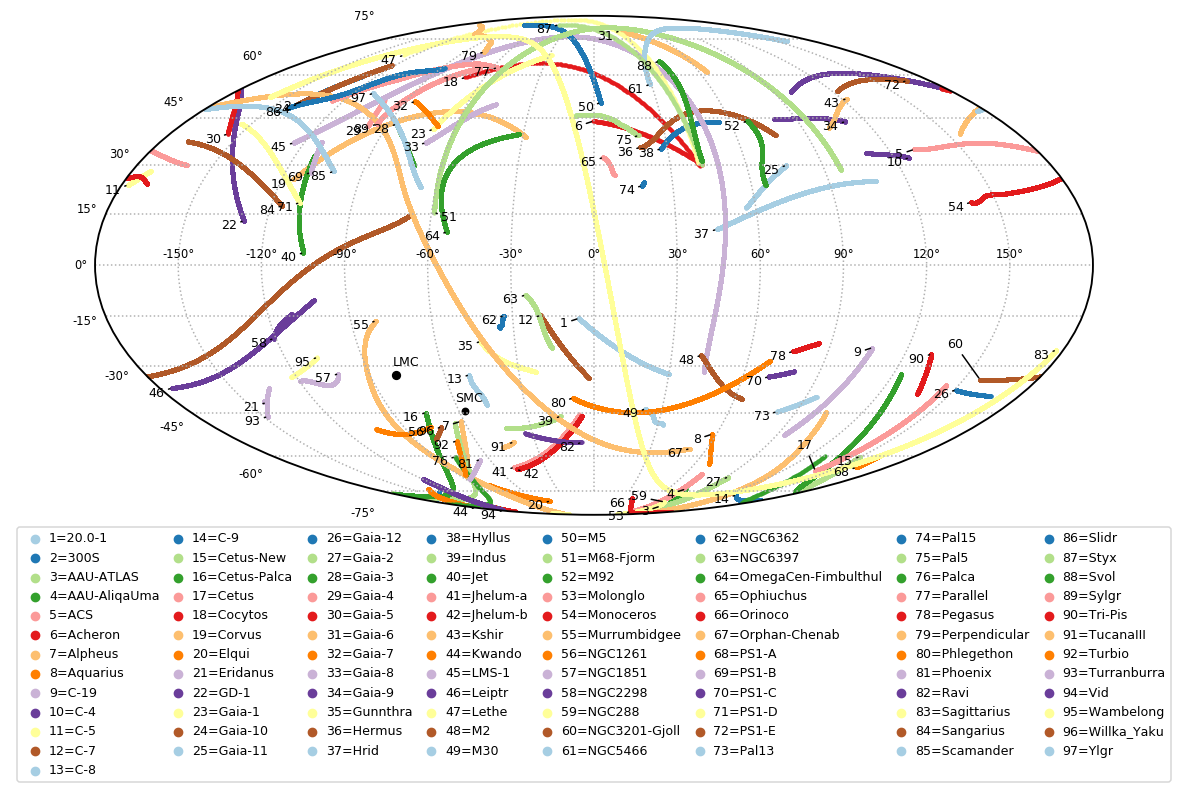 75°
60°
45°
30°
15°
0°
-15°
-30°
-45°
-60°
-75°
-150° -120° -90° -60° -30° 0° 30° 60° 90° 120° 150°
87
31
79
47
77
18
88
61
72
97
32
50
43
86
2
6
34
52
30
45
29
89
28
23
33
75
36
38
5
10
65
25
11
19
69
85
74
84
71
22
51
64
54
37
40
63
62
12
1
55
58
35
95
57
LMC
13
SMC
46
21
93
48
78
70
9
90
60
83
26
80
39
49
73
16
56
96
7
92
76
81
91
82
41
42
67
8
17
15
68
27
4
59
66
53
3
14
20
44
94
1=20.0-1
2=300S
3=AAU-ATLAS
4=AAU-AliqaUma
5=ACS
6=Acheron
7=Alpheus
8=Aquarius
9=C-19
10=C-4
11=C-5
12=C-7
13=C-8
14=C-9
15=Cetus-New
16=Cetus-Palca
17=Cetus
18=Cocytos
19=Corvus
20=Elqui
21=Eridanus
22=GD-1
23=Gaia-1
24=Gaia-10
25=Gaia-11
26=Gaia-12
27=Gaia-2
28=Gaia-3
29=Gaia-4
30=Gaia-5
31=Gaia-6
32=Gaia-7
33=Gaia-8
34=Gaia-9
35=Gunnthra
36=Hermus
37=Hrid
38=Hyllus
39=Indus
40=Jet
41=Jhelum-a
42=Jhelum-b
43=Kshir
44=Kwando
45=LMS-1
46=Leiptr
47=Lethe
48=M2
49=M30
50=M5
51=M68-Fjorm
52=M92
53=Molonglo
54=Monoceros
55=Murrumbidgee
56=NGC1261
57=NGC1851
58=NGC2298
59=NGC288
60=NGC3201-Gjoll
61=NGC5466
62=NGC6362
63=NGC6397
64=OmegaCen-Fimbulthul
65=Ophiuchus
66=Orinoco
67=Orphan-Chenab
68=PS1-A
69=PS1-B
70=PS1-C
71=PS1-D
72=PS1-E
73=Pal13
74=Pal15
75=Pal5
76=Palca
77=Parallel
78=Pegasus
79=Perpendicular
80=Phlegethon
81=Phoenix
82=Ravi
83=Sagittarius
84=Sangarius
85=Scamander
86=Slidr
87=Styx
88=Svol
89=Sylgr
90=Tri-Pis
91=TucanaIII
92=Turbio
93=Turranburra
94=Vid
95=Wambelong
96=Willka_Yaku
97=Ylgr